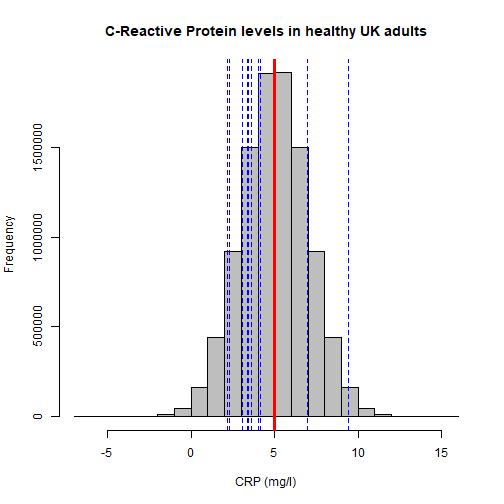 C-Reactive Protein levels in healthy UK adults
Frequency
1500000
1000000
500000
0
-5 0 5 10 15
CRP (mg/l)